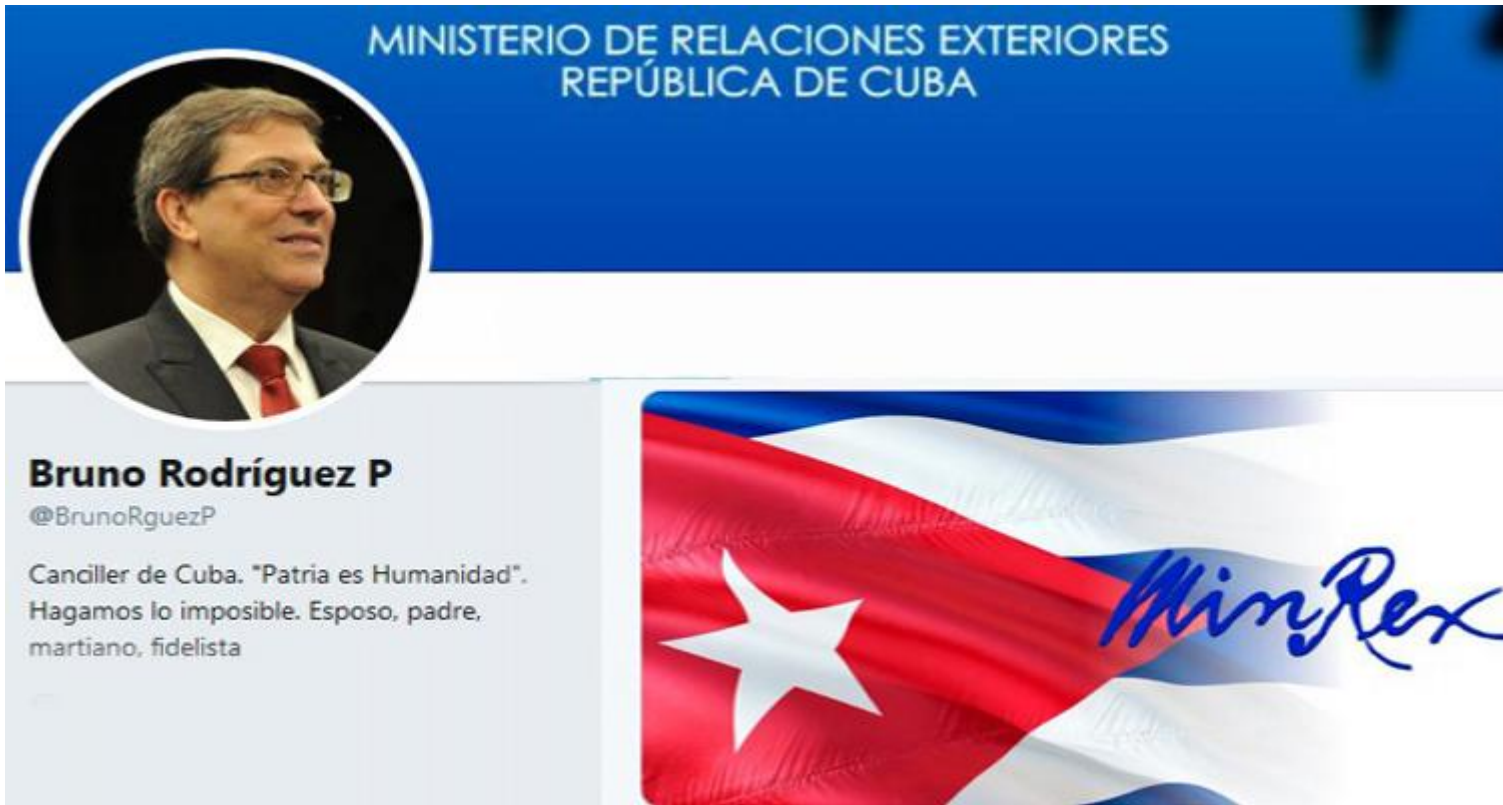 MINISTERIO DE RELACIONES EXTERIORES
REPÚBLICA DE CUBA
Bruno Rodríguez P
@BrunoRguezP
Canciller de Cuba. "Patria es Humanidad".
Hagamos lo imposible. Esposo, padre,
martiano, fidelista
MinRex